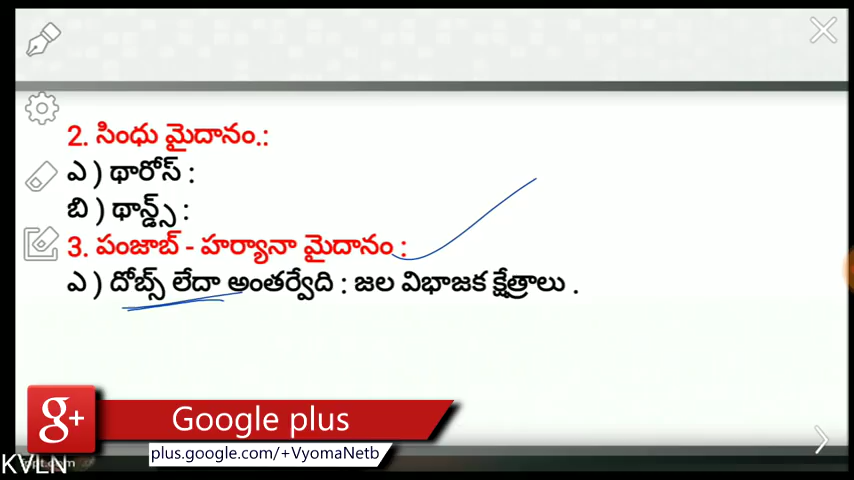 2. సింధు మైదానం.:
ఎ ) థారోస్ :
బి ) థాన్డ్స్ :
3. పంజాబ్ - హర్యానా మైదానం :
ఎ ) దోబ్స్ లేదా అంతర్వేది : జల విభాజక క్షేత్రాలు .
g+
Google plus
plus.google.com/+VyomaNetb
KVLN